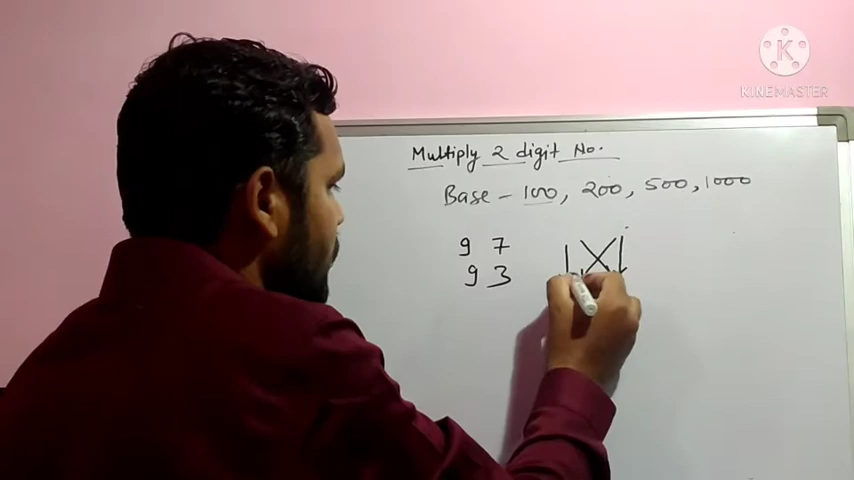 Multiply 2 digit No.
Base - 100, 200, 500, 1000
9 7
9 3
K
KINEMASTER